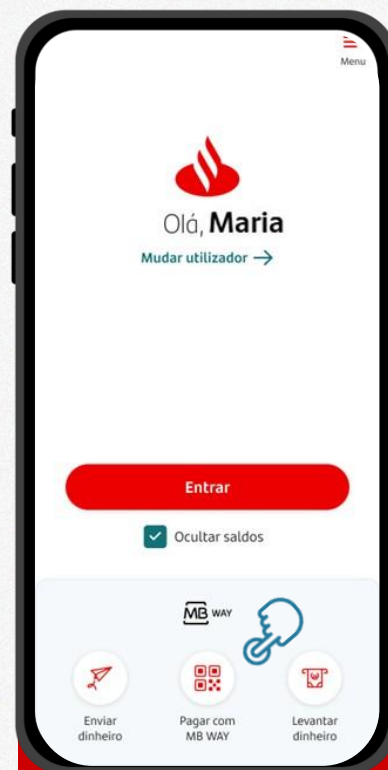 Menu
Olá, Maria
Mudar utilizador →
Entrar
Ocultar saldos
MB WAY
Enviar
dinheiro
Pagar com
MB WAY
Levantar
dinheiro